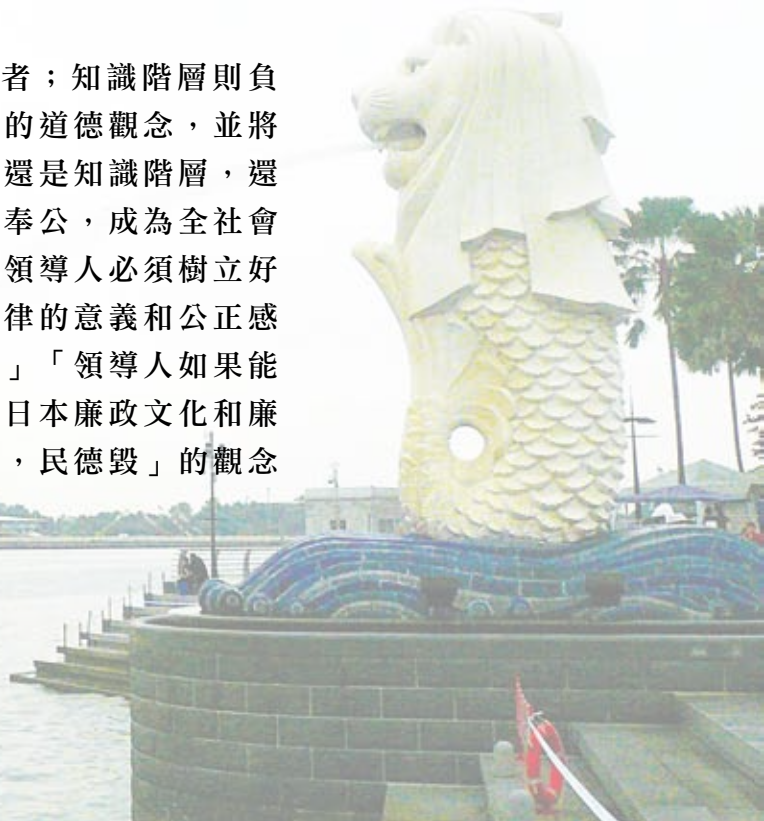 者；知識階層則負
的道德觀念，並將
還是知識階層，還
奉公，成為全社會
領導人必須樹立好
律的意義和公正感
」「領導人如果能
日本廉政文化和廉
，民德毀」的觀念